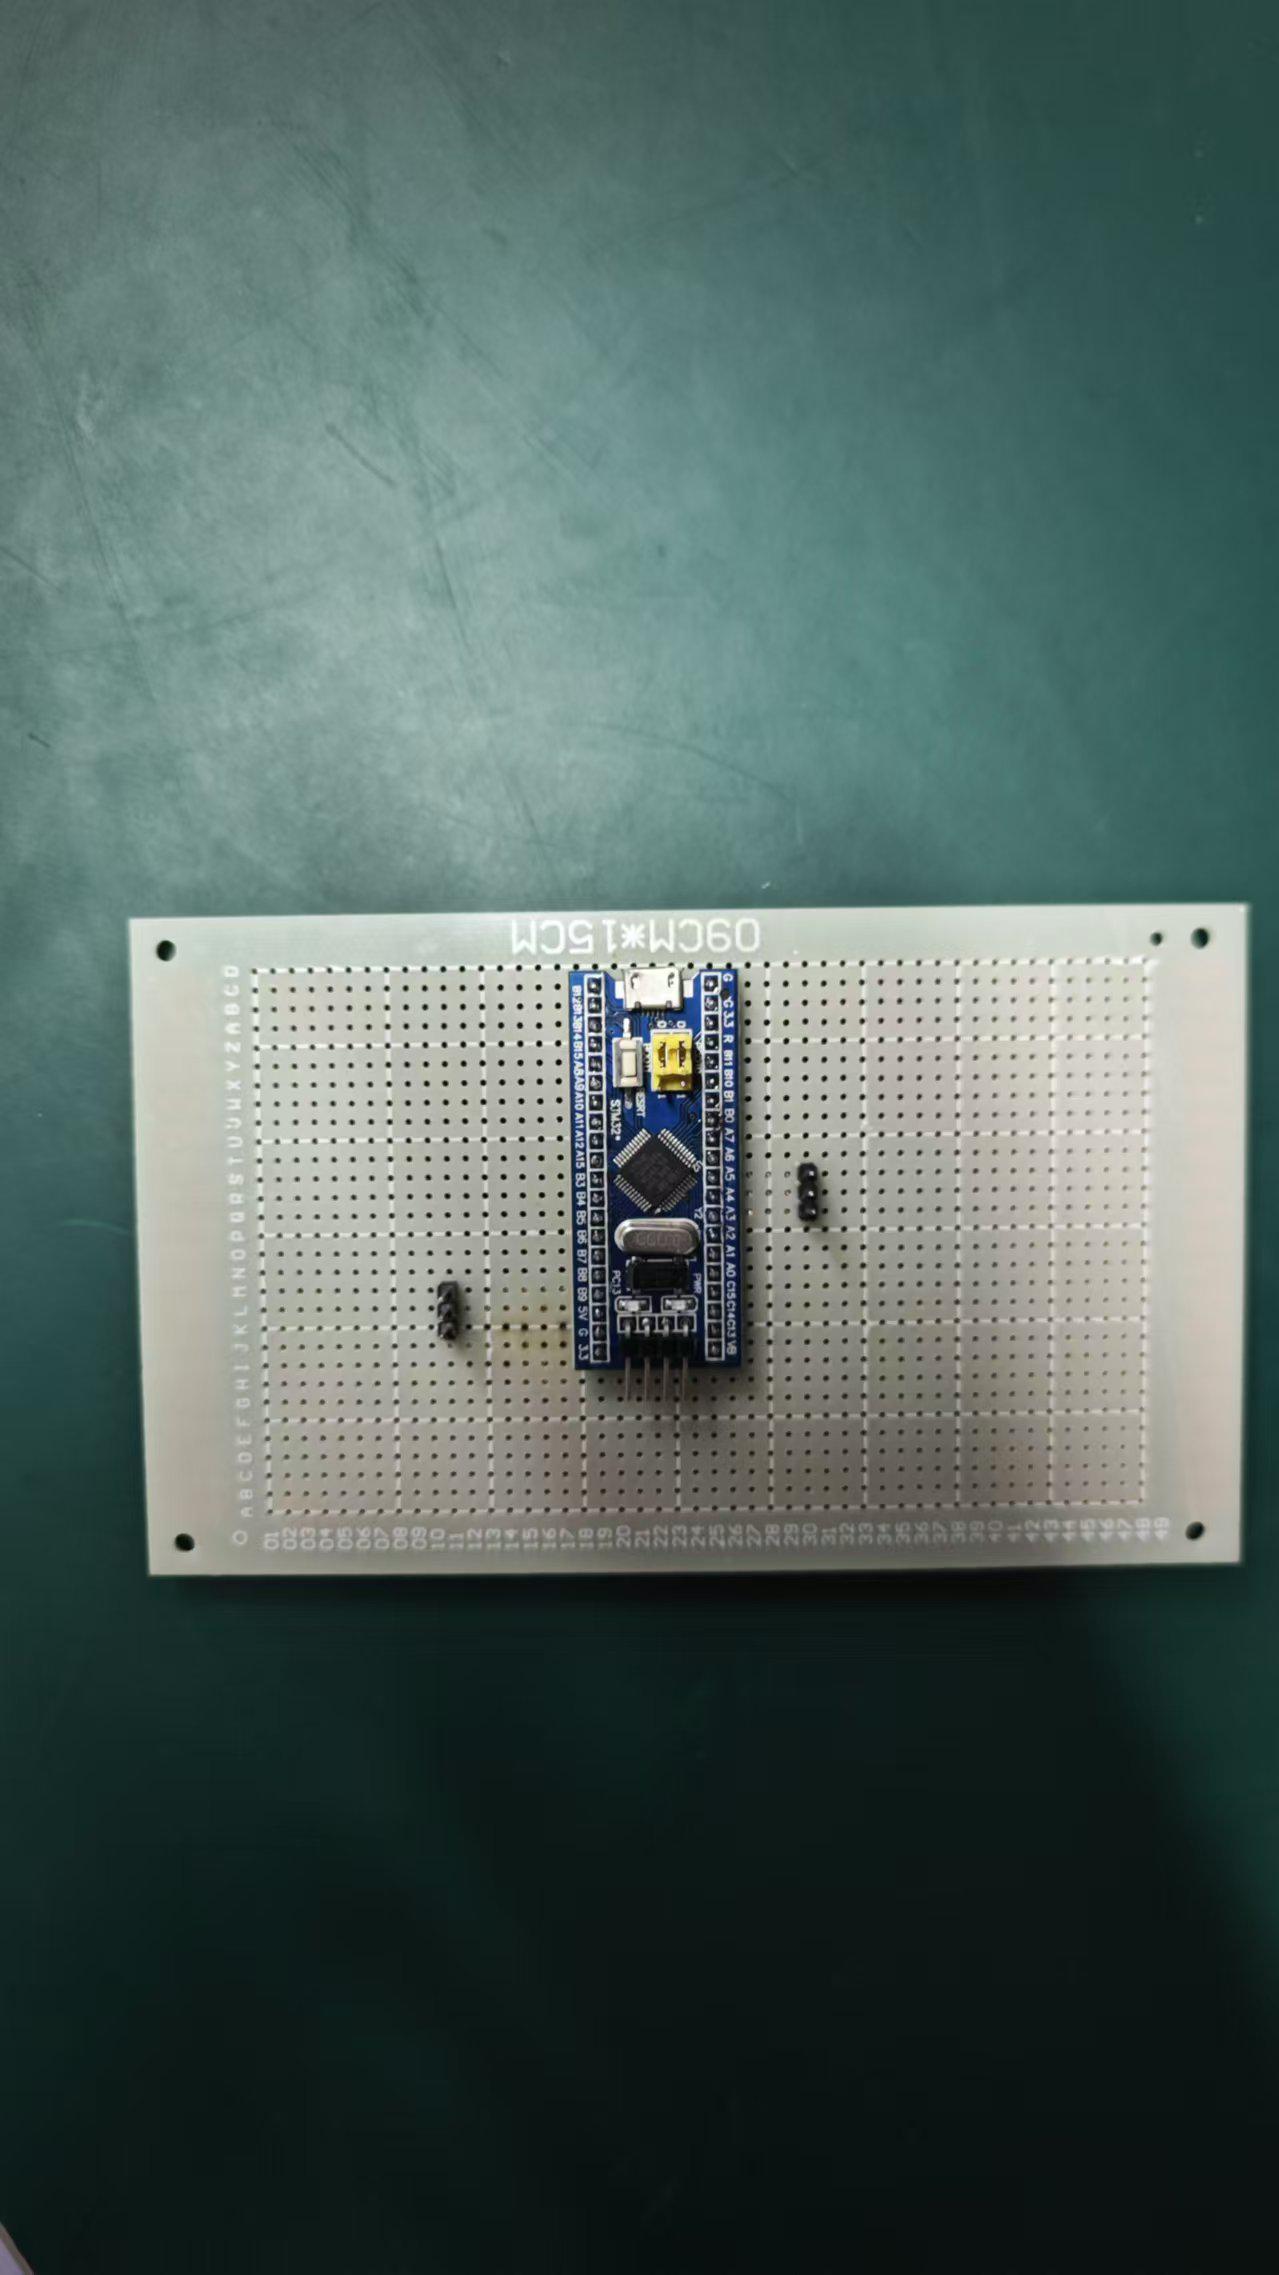 09CM*15CM
A B C D E F G H I J K L M N O P Q R S T U V W X Y Z A B C D
B12 B13 B14 B15 A8 A9 A10 A11 A12 A15 B3 B4 B5 B6 B7 B8 B9 5V G 3.3
STM32
PC13
PWR
Y2
G G 3.3 R B11 B10 B1 B0 A7 A6 A5 A4 A3 A2 A1 A0 C15 C14 C13 VB
01 02 03 04 05 06 07 08 09 10 11 12 13 14 15 16 17 18 19 20 21 22 23 24 25 26 27 28 29 30 31 32 33 34 35 36 37 38 39 40 41 42 43 44 45 46 47 48 49